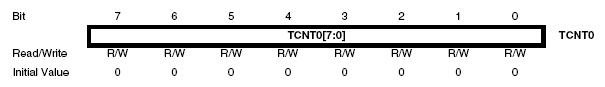 Bit 7 6 5 4 3 2 1 0
TCNT0[7:0] TCNT0
Read/Write R/W R/W R/W R/W R/W R/W R/W R/W
Initial Value 0 0 0 0 0 0 0 0